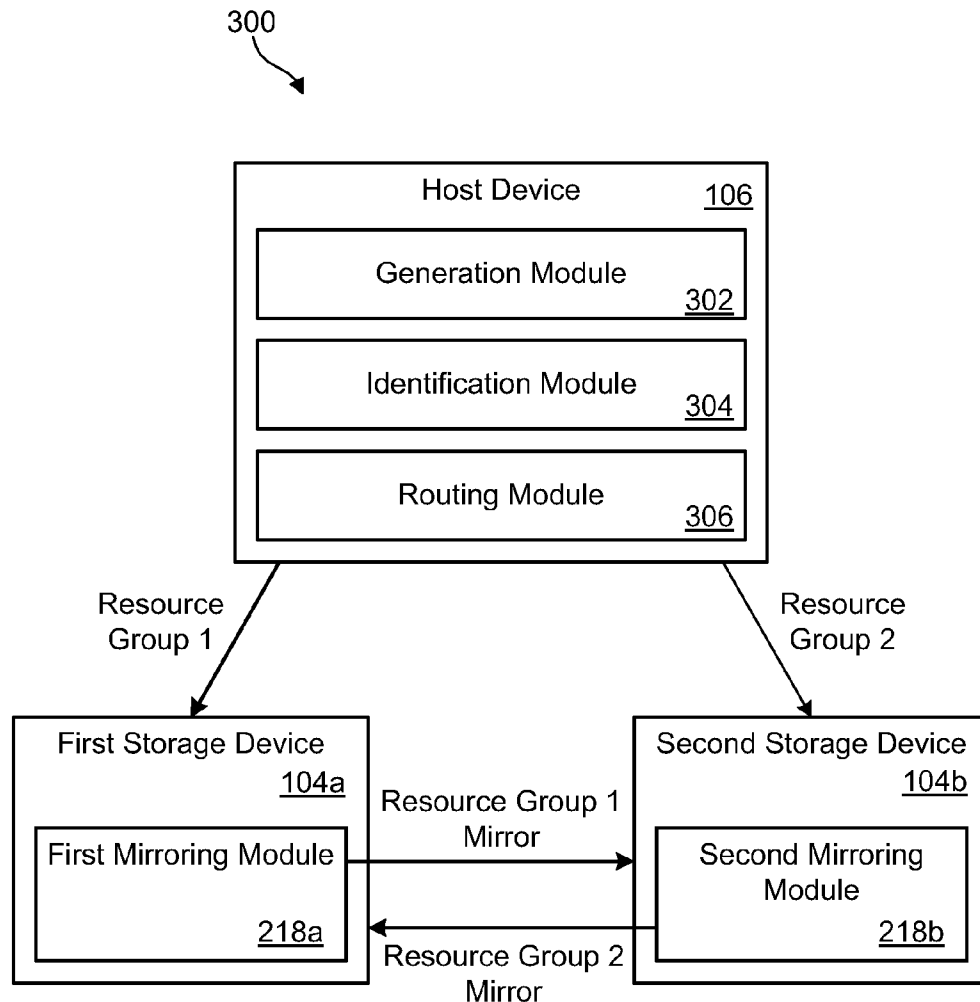 300
Host Device
106
Generation Module
302
Identification Module
304
Routing Module
306
Resource
Group 1
Resource
Group 2
First Storage Device
104a
First Mirroring Module
218a
Resource Group 1
Mirror
Resource Group 2
Mirror
Second Storage Device
104b
Second Mirroring
Module
218b